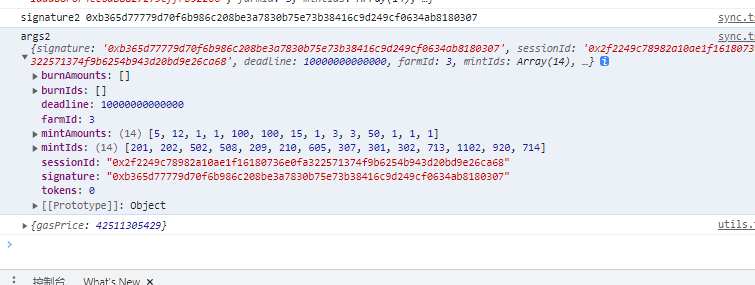 signature2 0xb365d77779d70f6b986c208be3a7830b75e73b38416c9d249cf0634ab8180307 sync.ts
args2 sync.ts
{signature: '0xb365d77779d70f6b986c208be3a7830b75e73b38416c9d249cf0634ab8180307', sessionId: '0x2f2249c78982a10ae1f1618073
322571374f9b6254b943d20bd9e26ca68', deadline: 10000000000000, farmId: 3, mintIds: Array(14), …}
burnAmounts: []
burnIds: []
deadline: 10000000000000
farmId: 3
mintAmounts: (14) [5, 12, 1, 1, 100, 100, 15, 1, 3, 3, 50, 1, 1, 1]
mintIds: (14) [201, 202, 502, 508, 209, 210, 605, 307, 301, 302, 713, 1102, 920, 714]
sessionId: "0x2f2249c78982a10ae1f16180736e0fa322571374f9b6254b943d20bd9e26ca68"
signature: "0xb365d77779d70f6b986c208be3a7830b75e73b38416c9d249cf0634ab8180307"
tokens: 0
[[Prototype]]: Object
{gasPrice: 42511305429} utils.
控制台 What's New